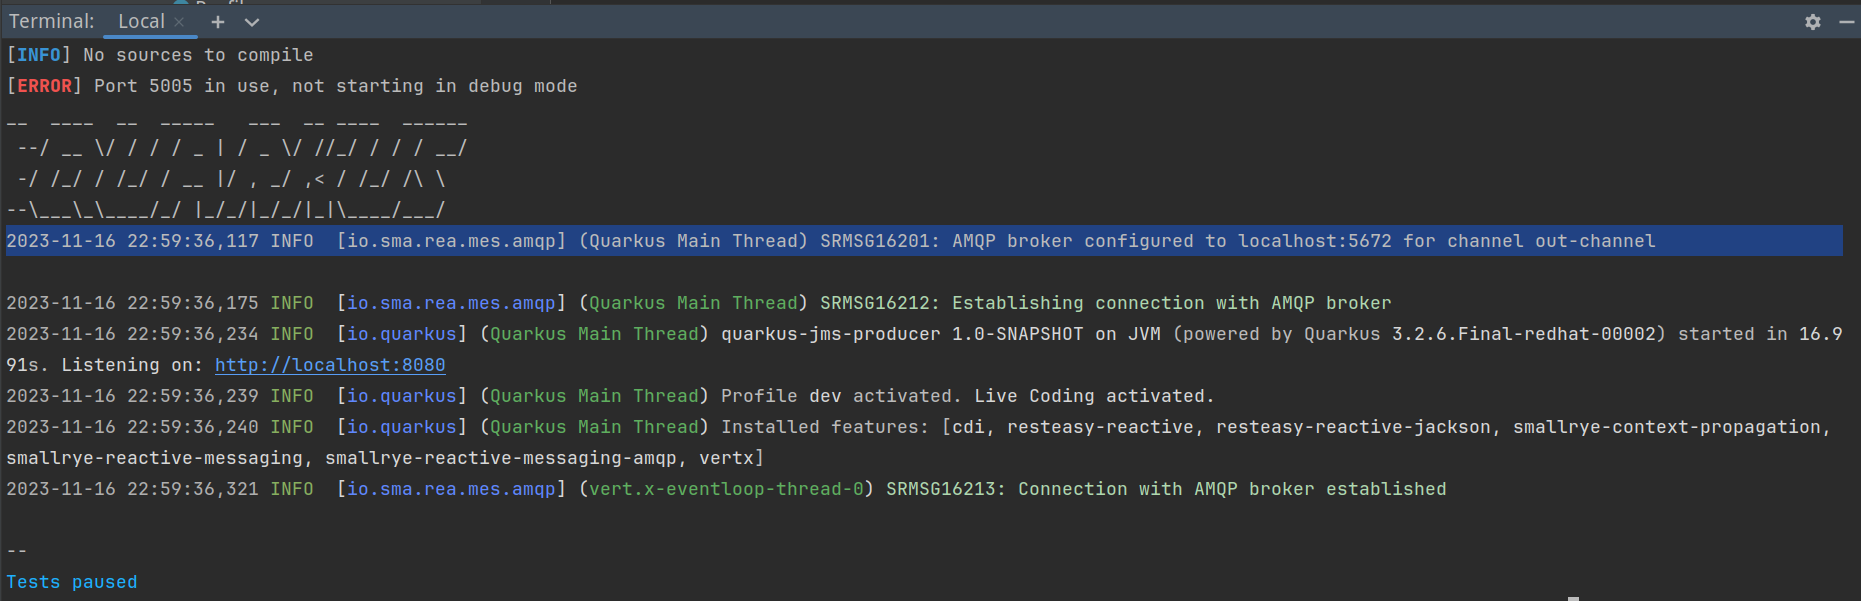 Terminal: Local × + 
[INFO] No sources to compile
[ERROR] Port 5005 in use, not starting in debug mode
__  ____  __  _____   ___  __ ____  ______
 --/ __ \/ / / / _ | / _ \/ //_/ / / / __/
 -/ /_/ / /_/ / __ |/ , _/ ,< / /_/ /\ \
--\___\_\____/_/ |_/_/|_/_/|_|\____/___/
2023-11-16 22:59:36,117 INFO  [io.sma.rea.mes.amqp] (Quarkus Main Thread) SRMSG16201: AMQP broker configured to localhost:5672 for channel out-channel
2023-11-16 22:59:36,175 INFO  [io.sma.rea.mes.amqp] (Quarkus Main Thread) SRMSG16212: Establishing connection with AMQP broker
2023-11-16 22:59:36,234 INFO  [io.quarkus] (Quarkus Main Thread) quarkus-jms-producer 1.0-SNAPSHOT on JVM (powered by Quarkus 3.2.6.Final-redhat-00002) started in 16.9
91s. Listening on: http://localhost:8080
2023-11-16 22:59:36,239 INFO  [io.quarkus] (Quarkus Main Thread) Profile dev activated. Live Coding activated.
2023-11-16 22:59:36,240 INFO  [io.quarkus] (Quarkus Main Thread) Installed features: [cdi, resteasy-reactive, resteasy-reactive-jackson, smallrye-context-propagation,
smallrye-reactive-messaging, smallrye-reactive-messaging-amqp, vertx]
2023-11-16 22:59:36,321 INFO  [io.sma.rea.mes.amqp] (vert.x-eventloop-thread-0) SRMSG16213: Connection with AMQP broker established
--
Tests paused